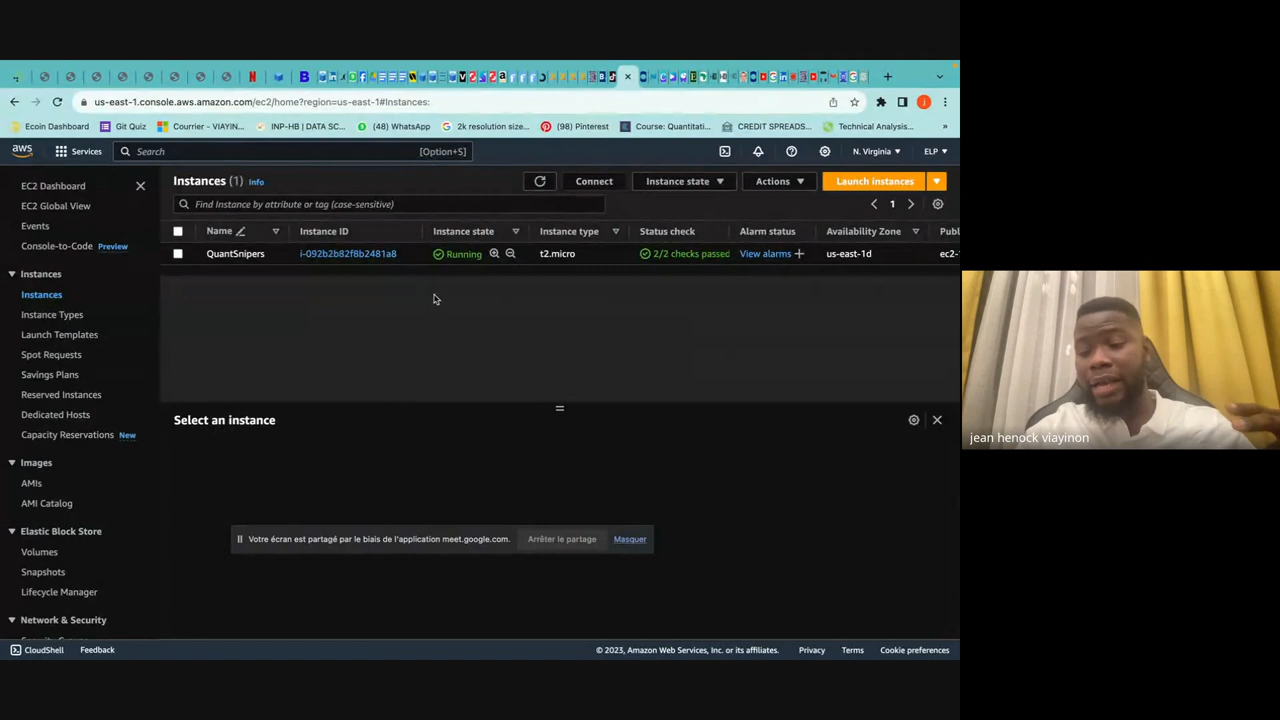 us-east-1.console.aws.amazon.com/ec2/home?region=us-east-1#Instances:
Ecoin Dashboard
Git Quiz
Courrier - VIAYIN...
INP-HB | DATA SC...
(48) WhatsApp
2k resolution size...
(98) Pinterest
Course: Quantitati...
CREDIT SPREADS...
Technical Analysis...
»
aws
Services
Search
[Option+S]
N. Virginia
ELP
EC2 Dashboard
EC2 Global View
Events
Console-to-Code Preview
Instances
Instances
Instance Types
Launch Templates
Spot Requests
Savings Plans
Reserved Instances
Dedicated Hosts
Capacity Reservations New
Images
AMIs
AMI Catalog
Elastic Block Store
Volumes
Snapshots
Lifecycle Manager
Network & Security
Instances (1) Info
Connect
Instance state
Actions
Launch instances
Find Instance by attribute or tag (case-sensitive)
1
Name
Instance ID
Instance state
Instance type
Status check
Alarm status
Availability Zone
Publ
QuantSnipers
i-092b2b82f8b2481a8
Running
t2.micro
2/2 checks passed
View alarms +
us-east-1d
ec2-
Select an instance
Votre écran est partagé par le biais de l'application meet.google.com.
Arrêter le partage
Masquer
CloudShell
Feedback
© 2023, Amazon Web Services, Inc. or its affiliates.
Privacy
Terms
Cookie preferences
jean henock viayinon